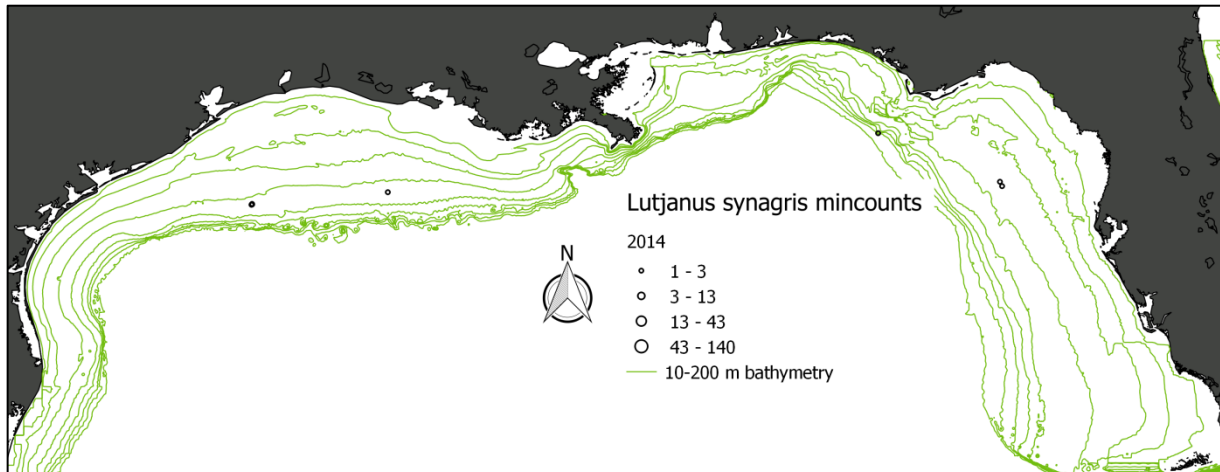 Lutjanus synagris mincounts
2014
N
1 - 3
3 - 13
13 - 43
43 - 140
10-200 m bathymetry